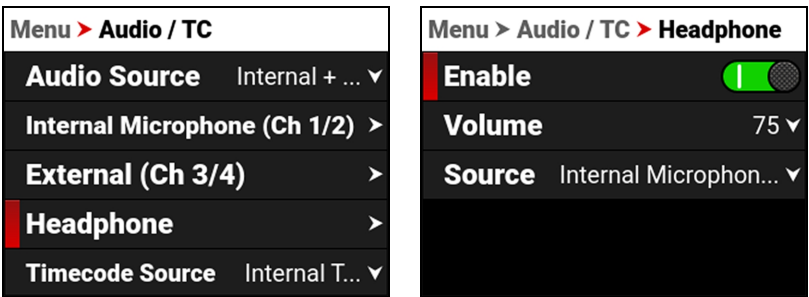 Menu > Audio / TC
Audio Source Internal + ...
Internal Microphone (Ch 1/2)
External (Ch 3/4)
Headphone
Timecode Source Internal T...
Menu > Audio / TC > Headphone
Enable
Volume 75
Source Internal Microphon...